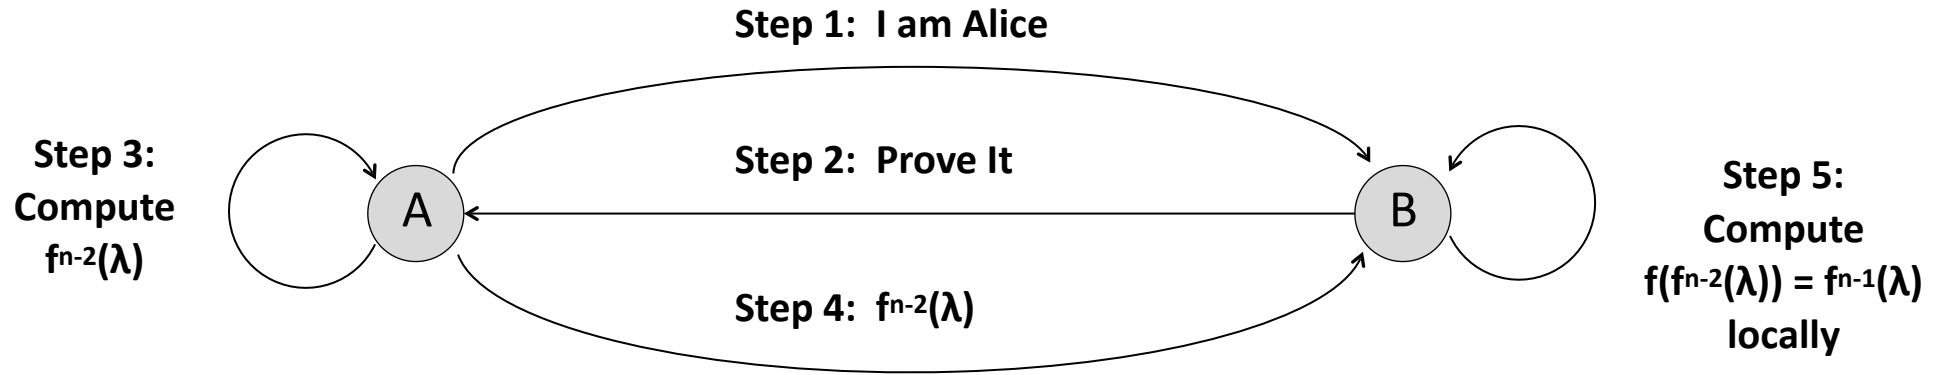 Step 1: I am Alice
Step 2: Prove It
Step 3:
Compute
fⁿ⁻²(λ)
A
B
Step 4: fⁿ⁻²(λ)
Step 5:
Compute
f(fⁿ⁻²(λ)) = fⁿ⁻¹(λ)
locally